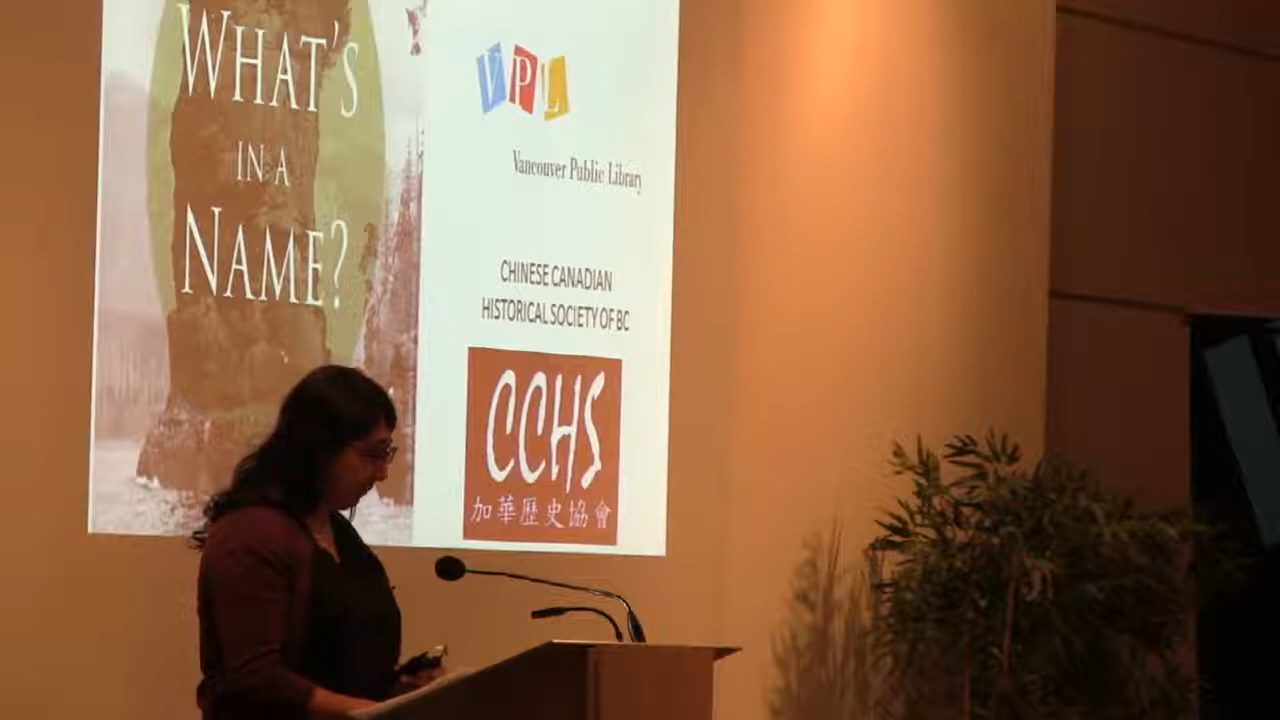 WHAT'S
IN A
NAME?
VPL
Vancouver Public Library
CHINESE CANADIAN
HISTORICAL SOCIETY OF BC
CCHS
加華歷史協會